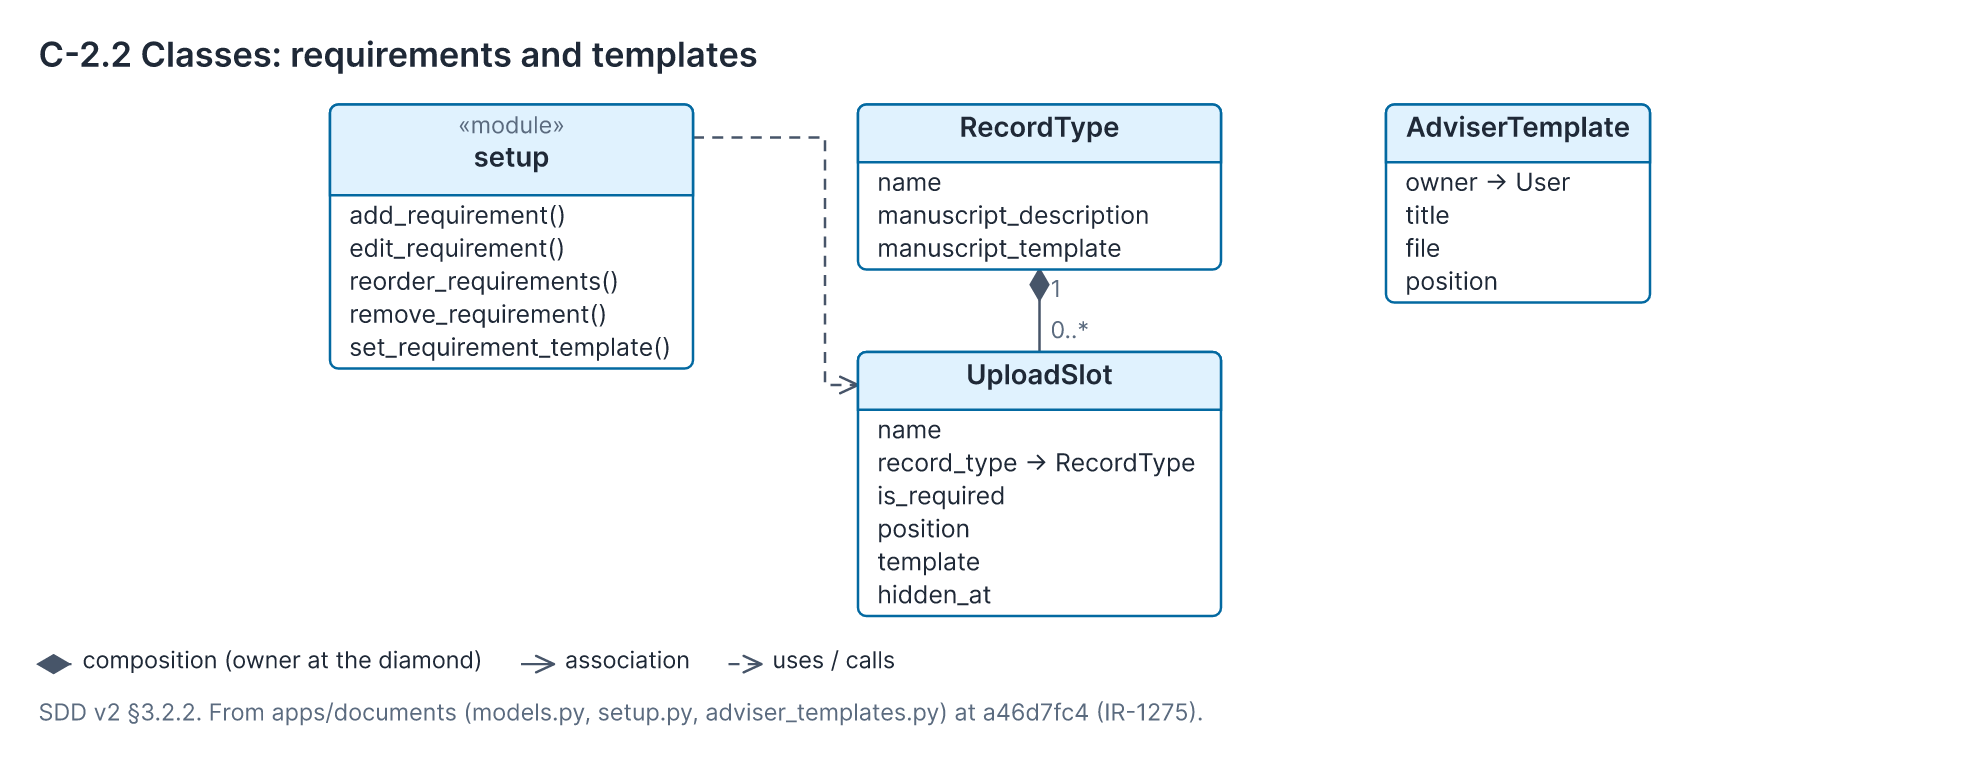 C-2.2 Classes: requirements and templates
«module»
setup
add_requirement()
edit_requirement()
reorder_requirements()
remove_requirement()
set_requirement_template()
RecordType
name
manuscript_description
manuscript_template
1
0..*
UploadSlot
name
record_type → RecordType
is_required
position
template
hidden_at
AdviserTemplate
owner → User
title
file
position
composition (owner at the diamond)
association
uses / calls
SDD v2 §3.2.2. From apps/documents (models.py, setup.py, adviser_templates.py) at a46d7fc4 (IR-1275).